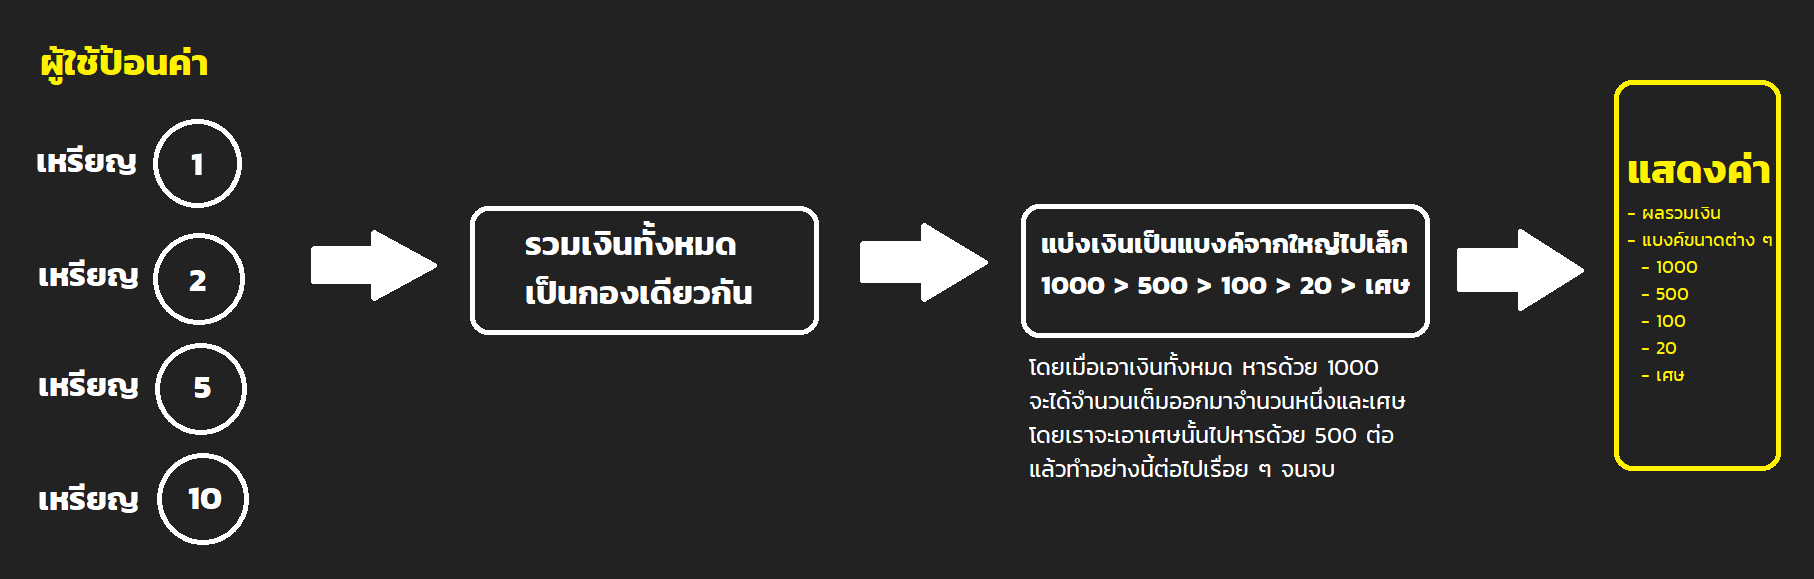 ผู้ใช้ป้อนค่า
เหรียญ 1
เหรียญ 2
เหรียญ 5
เหรียญ 10
รวมเงินทั้งหมด
เป็นกองเดียวกัน
แบ่งเงินเป็นแบงค์จากใหญ่ไปเล็ก
1000 > 500 > 100 > 20 > เศษ
โดยเมื่อเอาเงินทั้งหมด หารด้วย 1000
จะได้จำนวนเต็มออกมาจำนวนหนึ่งและเศษ
โดยเราจะเอาเศษนั้นไปหารด้วย 500 ต่อ
แล้วทำอย่างนี้ต่อไปเรื่อย ๆ จนจบ
แสดงค่า
- ผลรวมเงิน
- แบงค์ขนาดต่าง ๆ
- 1000
- 500
- 100
- 20
- เศษ